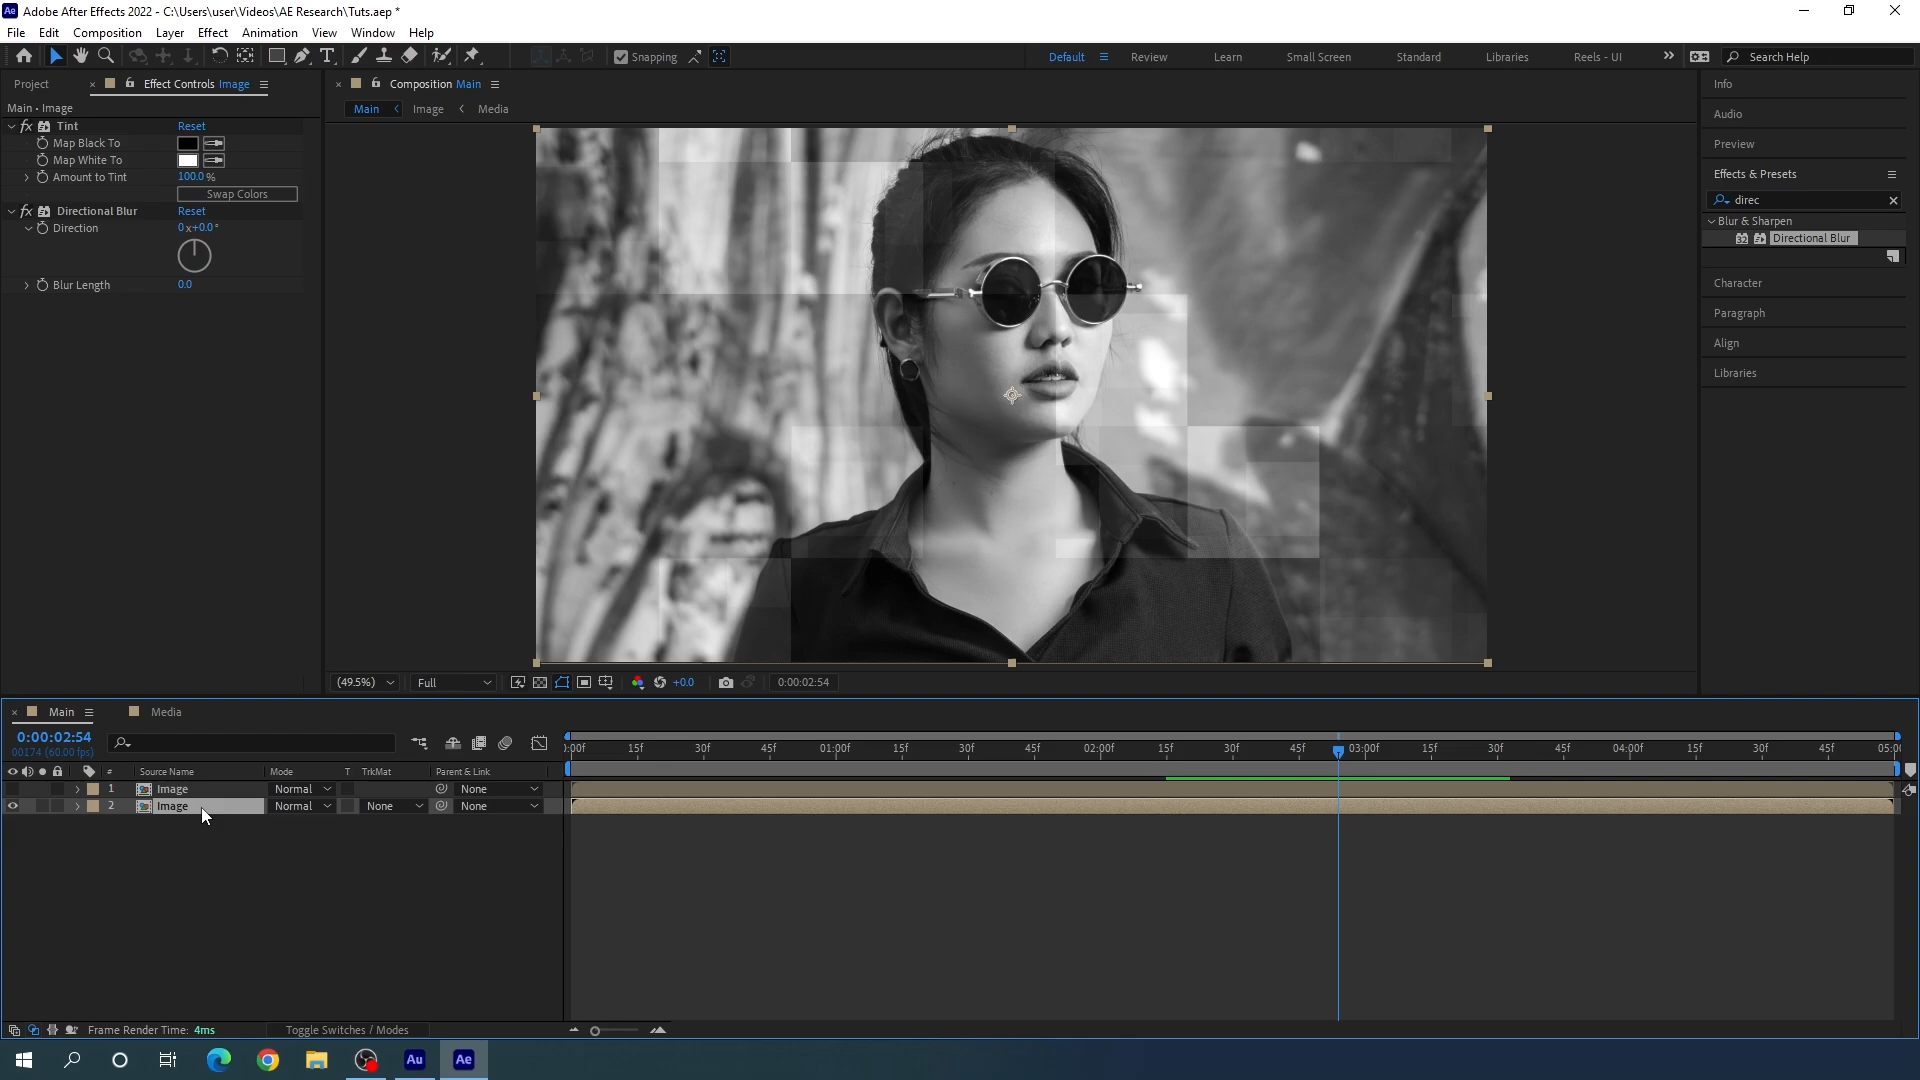 Adobe After Effects 2022 - C:\Users\user\Videos\AE Research\Tuts.aep *
File Edit Composition Layer Effect Animation View Window Help
Snapping
Default Review Learn Small Screen Standard Libraries Reels - UI Search Help
Project Effect Controls Image
Main • Image
fx Tint Reset
Map Black To
Map White To
Amount to Tint 100.0 %
Swap Colors
fx Directional Blur Reset
Direction 0 x+0.0 °
Blur Length 0.0
Composition Main
Main Image Media
(49.5%) Full +0.0 0:00:02:54
Info
Audio
Preview
Effects & Presets
direc
Blur & Sharpen
32 Directional Blur
Character
Paragraph
Align
Libraries
Main Media
0:00:02:54
00174 (60.00 fps)
:00f 15f 30f 45f 01:00f 15f 30f 45f 02:00f 15f 30f 45f 03:00f 15f 30f 45f 04:00f 15f 30f 45f 05:0
# Source Name Mode T TrkMat Parent & Link
1 Image Normal None
2 Image Normal None None
Frame Render Time: 4ms Toggle Switches / Modes
Au Ae